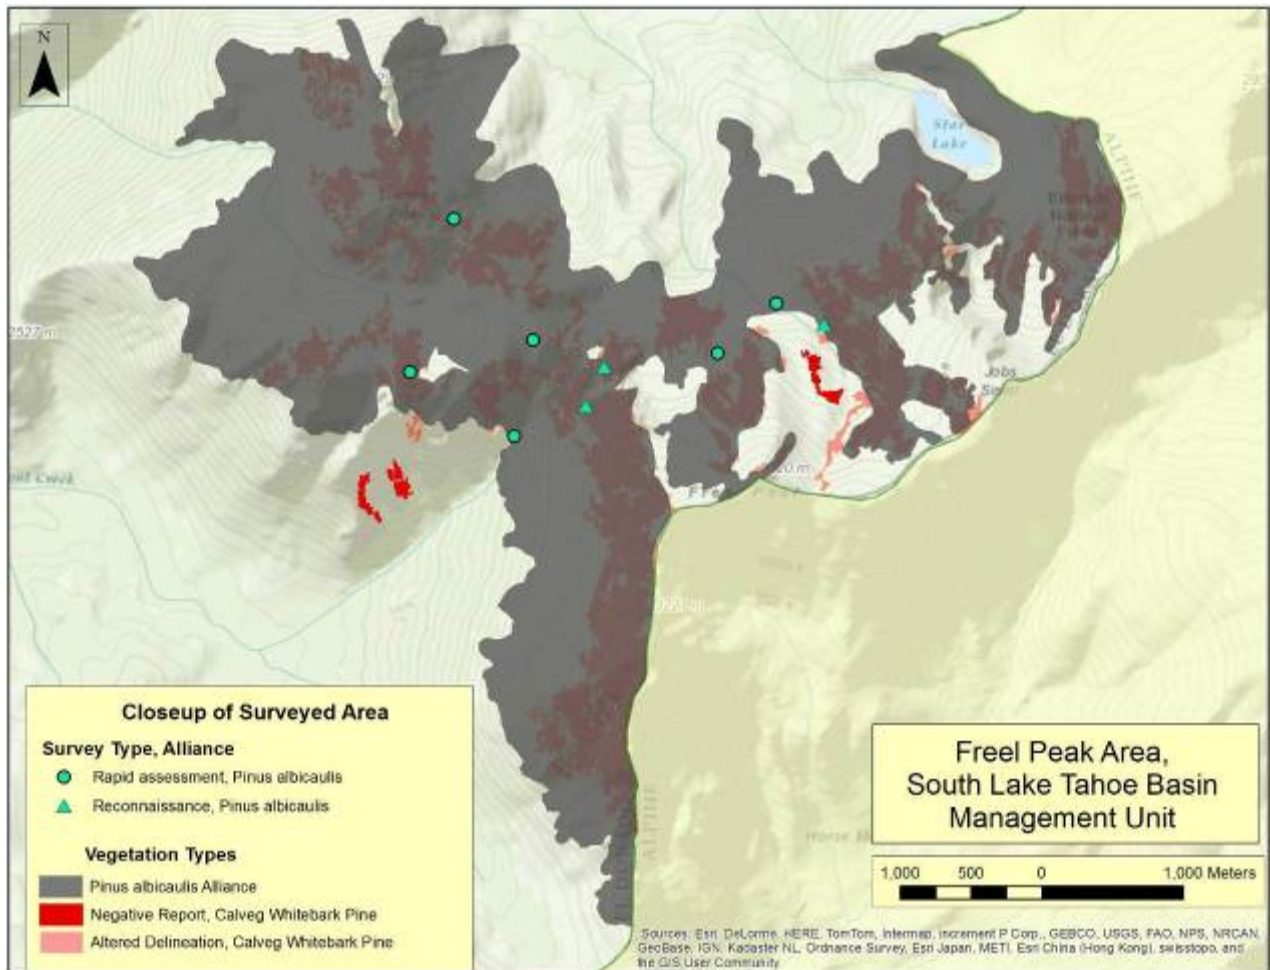 N
Star
Lake
ALPINE
2527 m
Jobs
Creek
Closeup of Surveyed Area
Survey Type, Alliance
Rapid assessment, Pinus albicaulis
Reconnaissance, Pinus albicaulis
Vegetation Types
Pinus albicaulis Alliance
Negative Report, Calveg Whitebark Pine
Altered Delineation, Calveg Whitebark Pine
Freel Peak Area,
South Lake Tahoe Basin
Management Unit
1,000 500 0 1,000 Meters
Sources: Esri, DeLorme, HERE, TomTom, Intermap, increment P Corp., GEBCO, USGS, FAO, NPS, NRCAN,
GeoBase, IGN, Kadaster NL, Ordnance Survey, Esri Japan, METI, Esri China (Hong Kong), swisstopo, and
the GIS User Community